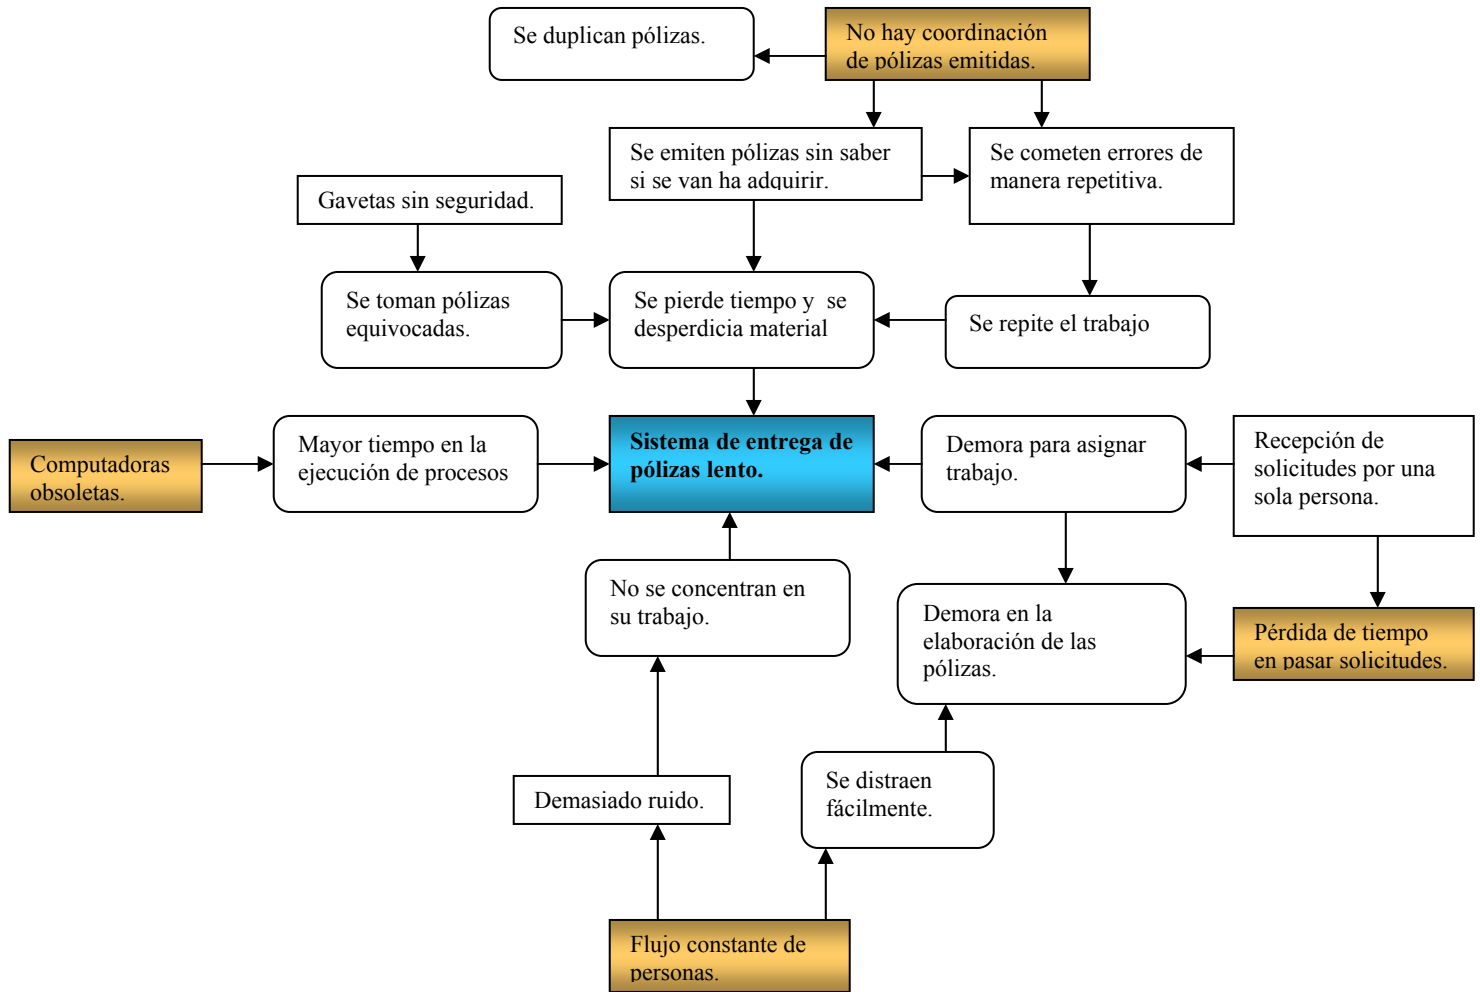 Se duplican pólizas.
No hay coordinación
de pólizas emitidas.
Se emiten pólizas sin saber
si se van ha adquirir.
Se cometen errores de
manera repetitiva.
Gavetas sin seguridad.
Se toman pólizas
equivocadas.
Se pierde tiempo y  se
desperdicia material
Se repite el trabajo
Computadoras
obsoletas.
Mayor tiempo en la
ejecución de procesos
Sistema de entrega de
pólizas lento.
Demora para asignar
trabajo.
Recepción de
solicitudes por una
sola persona.
No se concentran en
su trabajo.
Demora en la
elaboración de las
pólizas.
Pérdida de tiempo
en pasar solicitudes.
Demasiado ruido.
Se distraen
fácilmente.
Flujo constante de
personas.